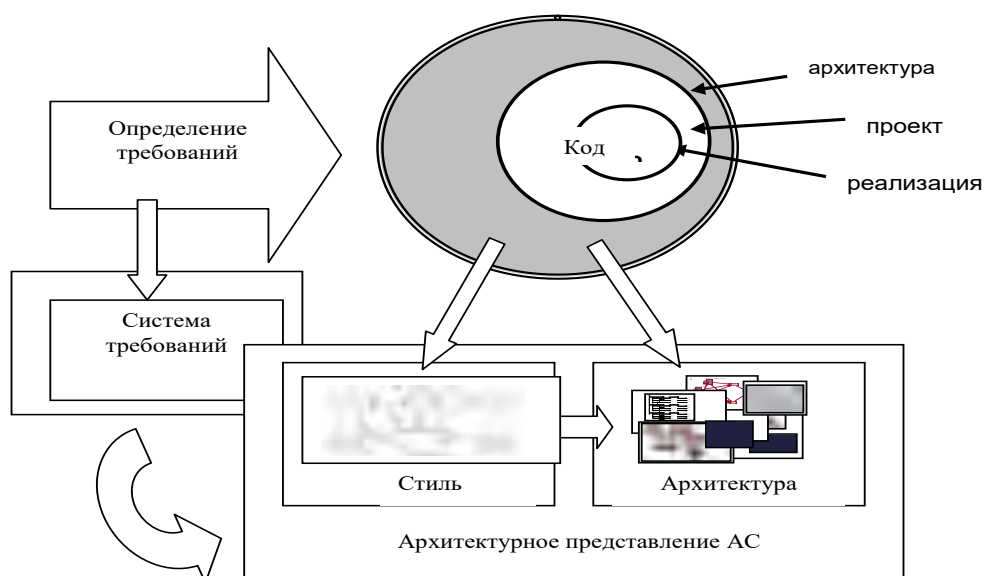 архитектура
Определение
требований
проект
Код
реализация
Система
требований
Стиль
Архитектура
Архитектурное представление АС